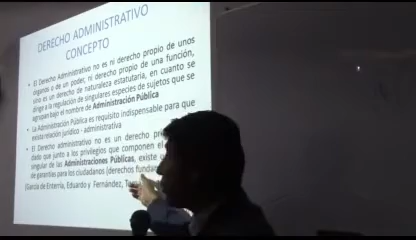 DERECHO ADMINISTRATIVO
CONCEPTO
• El Derecho Administrativo no es ni derecho propio de unos
organos o de un poder, ni derecho propio de una función,
sino es un derecho de naturaleza estatutaria, en cuanto se
dirige a la regulación de singulares especies de sujetos que se
agrupan bajo el nombre de Administración Pública
• La Administración Pública es requisito indispensable para que
exista relación jurídico - administrativa
• El Derecho administrativo no es un derecho
dado que junto a los privilegios que componen el
singular de las Administraciones Públicas, existe
de garantías para los ciudadanos (derechos
(García de Enterría, Eduardo y Fernández,